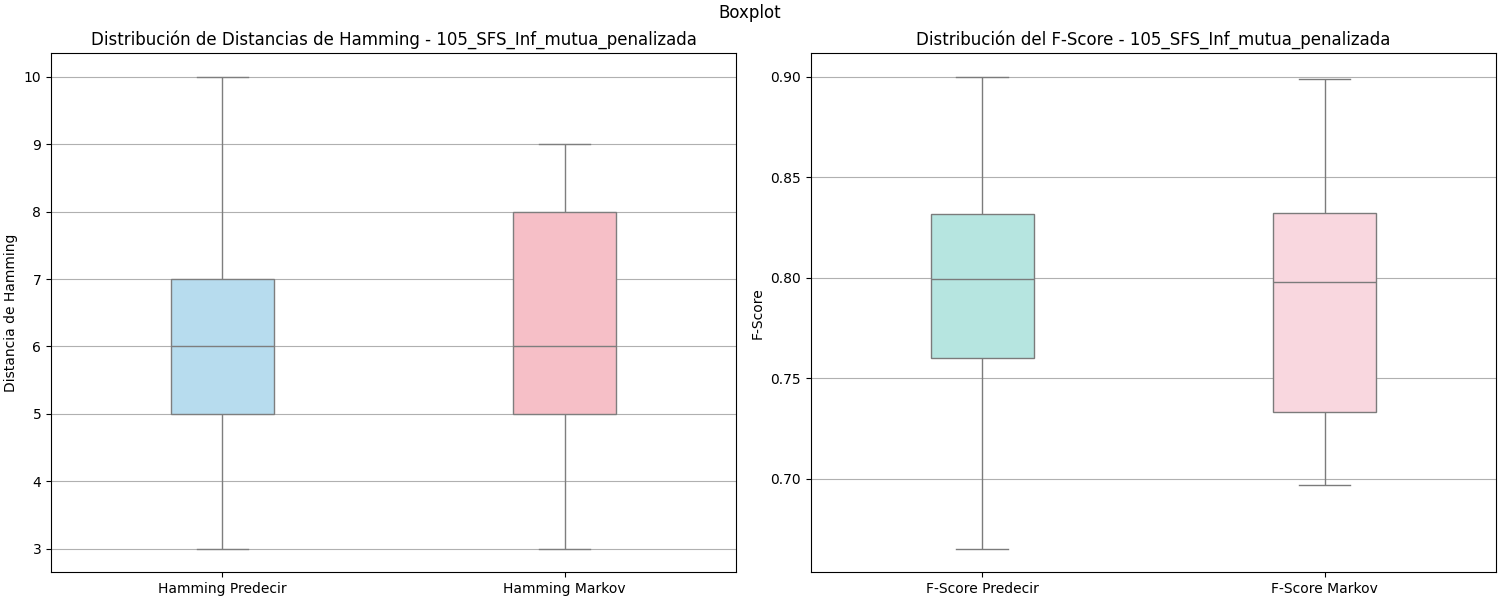 Boxplot
Distribución de Distancias de Hamming - 105_SFS_Inf_mutua_penalizada
Distancia de Hamming
10
9
8
7
6
5
4
3
Hamming Predecir
Hamming Markov
Distribución del F-Score - 105_SFS_Inf_mutua_penalizada
F-Score
0.90
0.85
0.80
0.75
0.70
F-Score Predecir
F-Score Markov